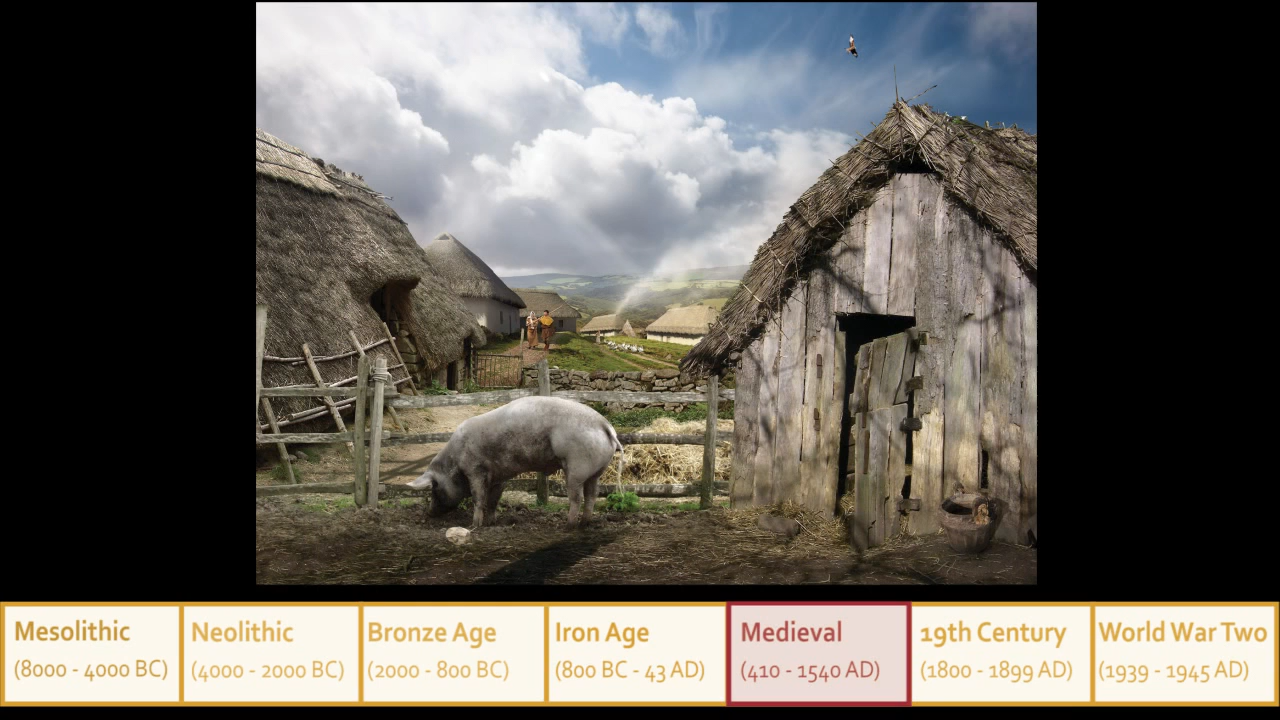 Mesolithic
(8000 - 4000 BC)
Neolithic
(4000 - 2000 BC)
Bronze Age
(2000 - 800 BC)
Iron Age
(800 BC - 43 AD)
Medieval
(410 - 1540 AD)
19th Century
(1800 - 1899 AD)
World War Two
(1939 - 1945 AD)